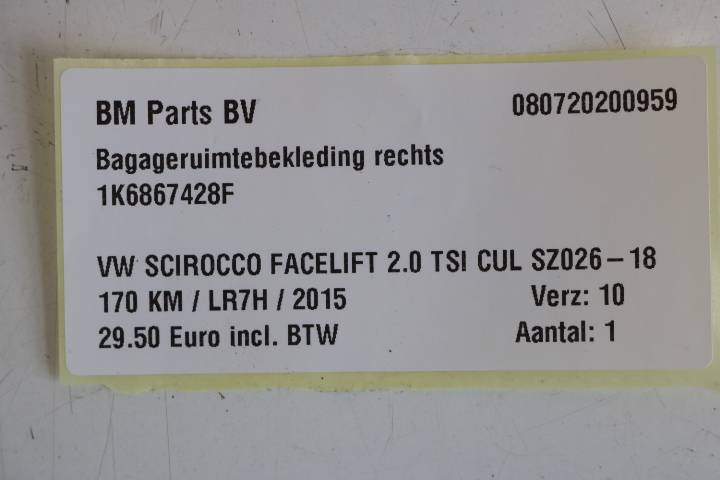 BM Parts BV 080720200959
Bagageruimtebekleding rechts
1K6867428F
VW SCIROCCO FACELIFT 2.0 TSI CUL SZ026-18
170 KM / LR7H / 2015 Verz: 10
29.50 Euro incl. BTW Aantal: 1